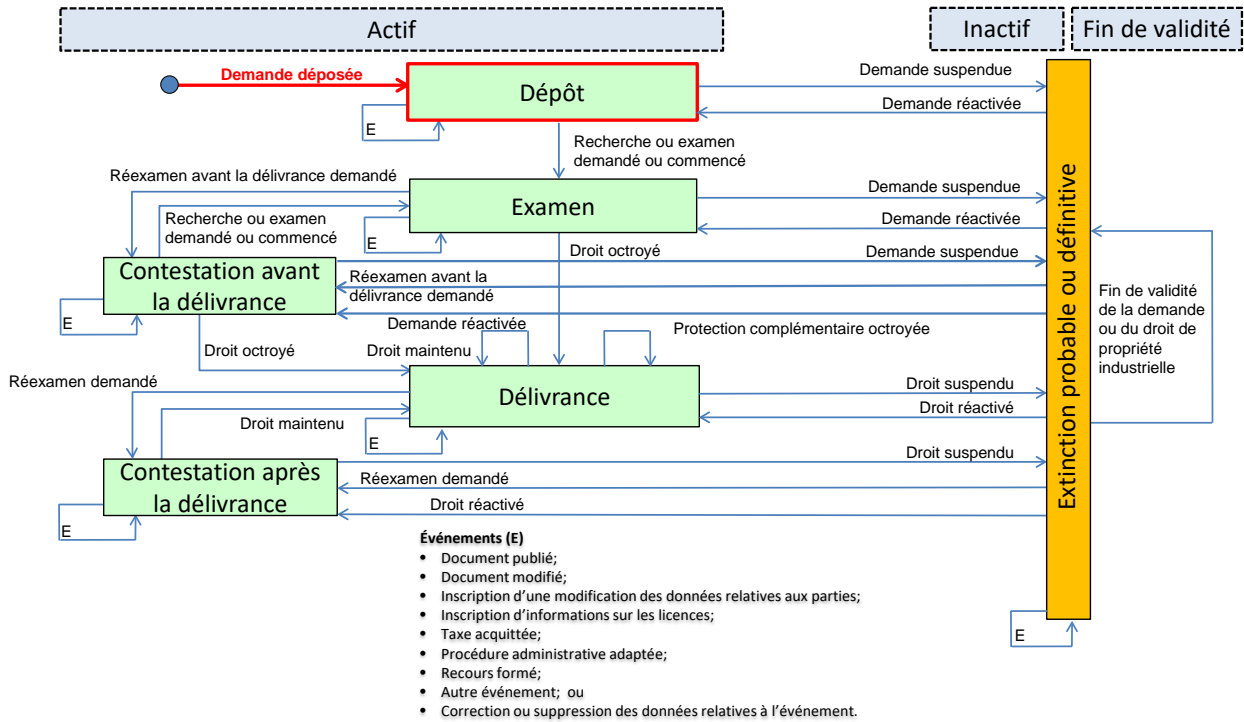 Actif
Inactif
Fin de validité
Demande déposée
Dépôt
Demande suspendue
Demande réactivée
E
Recherche ou examen
demandé ou commencé
Réexamen avant la délivrance demandé
Examen
Demande suspendue
Demande réactivée
Recherche ou examen
demandé ou commencé
E
Droit octroyé
Demande suspendue
Contestation avant
la délivrance
Réexamen avant la
délivrance demandé
E
Demande réactivée
Protection complémentaire octroyée
Droit octroyé
Droit maintenu
Réexamen demandé
Délivrance
Droit suspendu
Droit réactivé
Droit maintenu
E
Droit suspendu
Contestation après
la délivrance
Réexamen demandé
Droit réactivé
E
Extinction probable ou définitive
Fin de validité
de la demande
ou du droit de
propriété
industrielle
E
Événements (E)
• Document publié;
• Document modifié;
• Inscription d'une modification des données relatives aux parties;
• Inscription d'informations sur les licences;
• Taxe acquittée;
• Procédure administrative adaptée;
• Recours formé;
• Autre événement; ou
• Correction ou suppression des données relatives à l'événement.